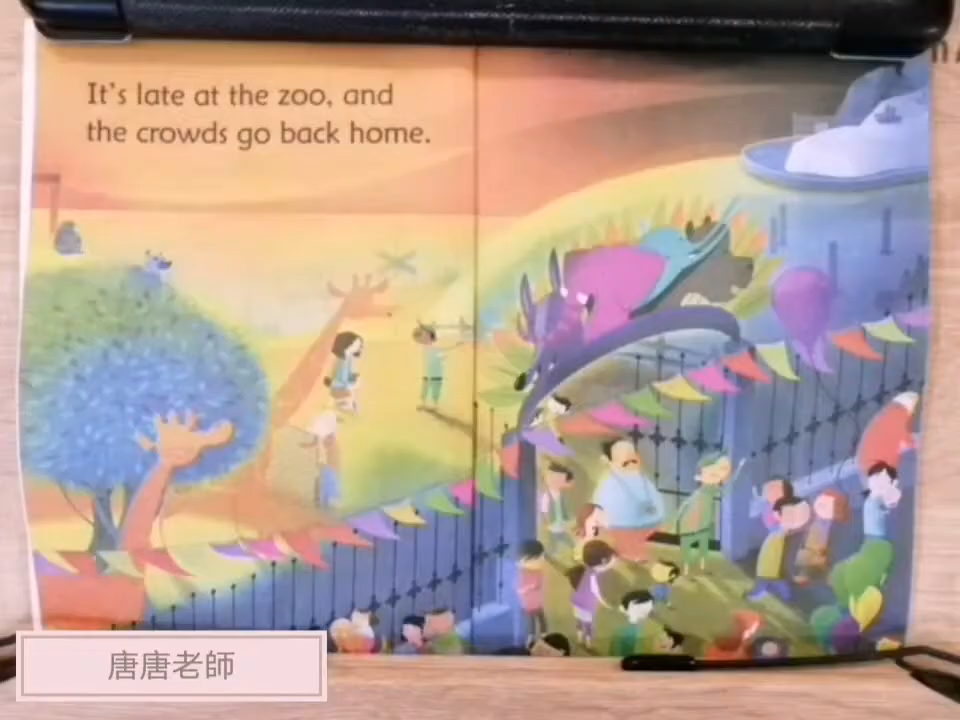 It's late at the zoo, and
the crowds go back home.
唐唐老師